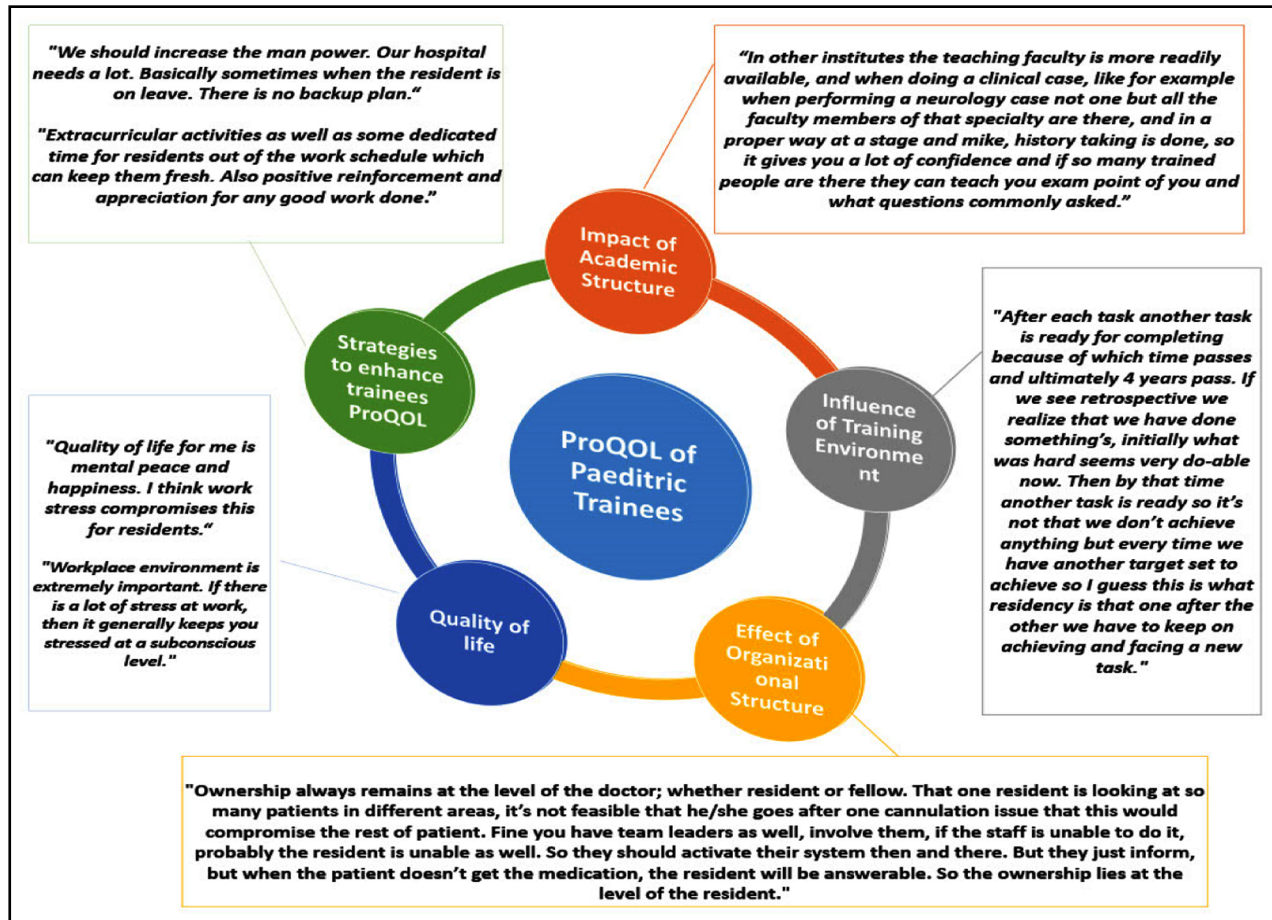 "We should increase the man power. Our hospital
needs a lot. Basically sometimes when the resident is
on leave. There is no backup plan.“
"Extracurricular activities as well as some dedicated
time for residents out of the work schedule which
can keep them fresh. Also positive reinforcement and
appreciation for any good work done.”
“In other institutes the teaching faculty is more readily
available, and when doing a clinical case, like for example
when performing a neurology case not one but all the
faculty members of that specialty are there, and in a
proper way at a stage and mike, history taking is done, so
it gives you a lot of confidence and if so many trained
people are there they can teach you exam point of you and
what questions commonly asked.”
Impact of
Academic
Structure
Strategies
to enhance
trainees
ProQOL
Influence
of Training
Environme
nt
ProQOL of
Paeditric
Trainees
"After each task another task
is ready for completing
because of which time passes
and ultimately 4 years pass. If
we see retrospective we
realize that we have done
something’s, initially what
was hard seems very do-able
now. Then by that time
another task is ready so it’s
not that we don’t achieve
anything but every time we
have another target set to
achieve so I guess this is what
residency is that one after the
other we have to keep on
achieving and facing a new
task."
"Quality of life for me is
mental peace and
happiness. I think work
stress compromises this
for residents.“
"Workplace environment is
extremely important. If there
is a lot of stress at work,
then it generally keeps you
stressed at a subconscious
level."
Quality of
life
Effect of
Organizati
onal
Structure
"Ownership always remains at the level of the doctor; whether resident or fellow. That one resident is looking at so
many patients in different areas, it’s not feasible that he/she goes after one cannulation issue that this would
compromise the rest of patient. Fine you have team leaders as well, involve them, if the staff is unable to do it,
probably the resident is unable as well. So they should activate their system then and there. But they just inform,
but when the patient doesn’t get the medication, the resident will be answerable. So the ownership lies at the
level of the resident."